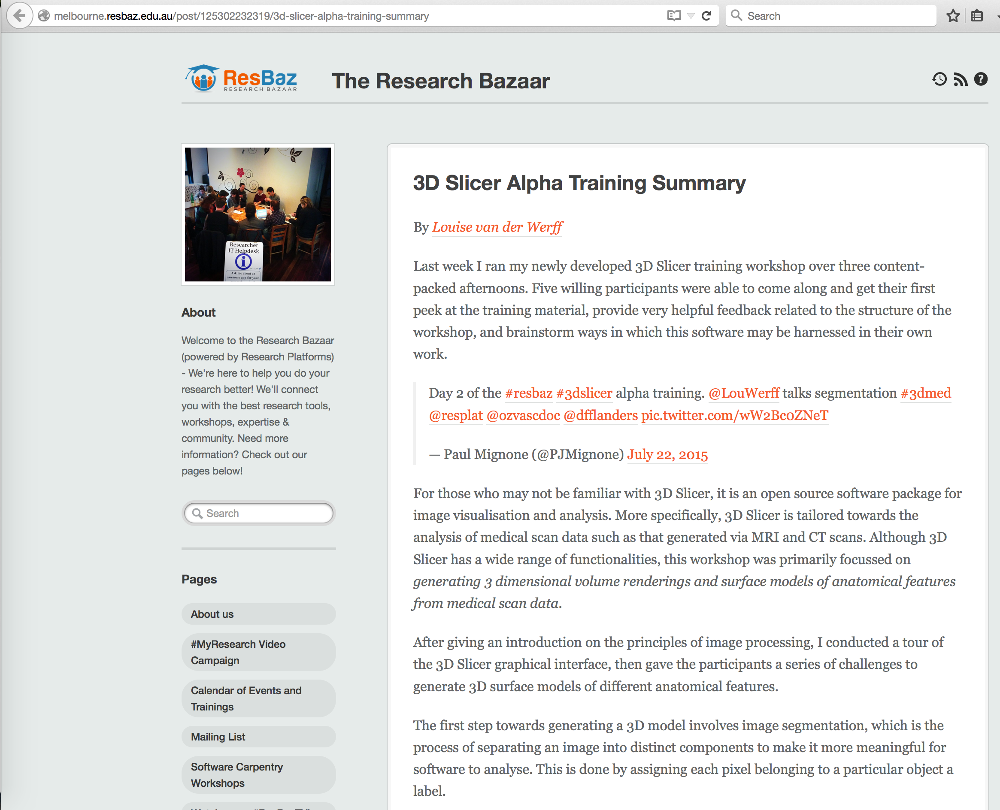 melbourne.resbaz.edu.au/post/125302232319/3d-slicer-alpha-training-summary
Search
ResBaz
RESEARCH BAZAAR
The Research Bazaar
Researcher
IT Helpdesk
Ask me about an
awesome app for your
About
Welcome to the Research Bazaar
(powered by Research Platforms)
- We're here to help you do your
research better! We'll connect
you with the best research tools,
workshops, expertise &
community. Need more
information? Check out our
pages below!
Search
Pages
About us
#MyResearch Video
Campaign
Calendar of Events and
Trainings
Mailing List
Software Carpentry
Workshops
3D Slicer Alpha Training Summary
By Louise van der Werff
Last week I ran my newly developed 3D Slicer training workshop over three content-
packed afternoons. Five willing participants were able to come along and get their first
peek at the training material, provide very helpful feedback related to the structure of the
workshop, and brainstorm ways in which this software may be harnessed in their own
work.
Day 2 of the #resbaz #3dslicer alpha training. @LouWerff talks segmentation #3dmed
@resplat @ozvascdoc @dfflanders pic.twitter.com/wW2Bc0ZNeT
— Paul Mignone (@PJMignone) July 22, 2015
For those who may not be familiar with 3D Slicer, it is an open source software package for
image visualisation and analysis. More specifically, 3D Slicer is tailored towards the
analysis of medical scan data such as that generated via MRI and CT scans. Although 3D
Slicer has a wide range of functionalities, this workshop was primarily focussed on
generating 3 dimensional volume renderings and surface models of anatomical features
from medical scan data.
After giving an introduction on the principles of image processing, I conducted a tour of
the 3D Slicer graphical interface, then gave the participants a series of challenges to
generate 3D surface models of different anatomical features.
The first step towards generating a 3D model involves image segmentation, which is the
process of separating an image into distinct components to make it more meaningful for
software to analyse. This is done by assigning each pixel belonging to a particular object a
label.